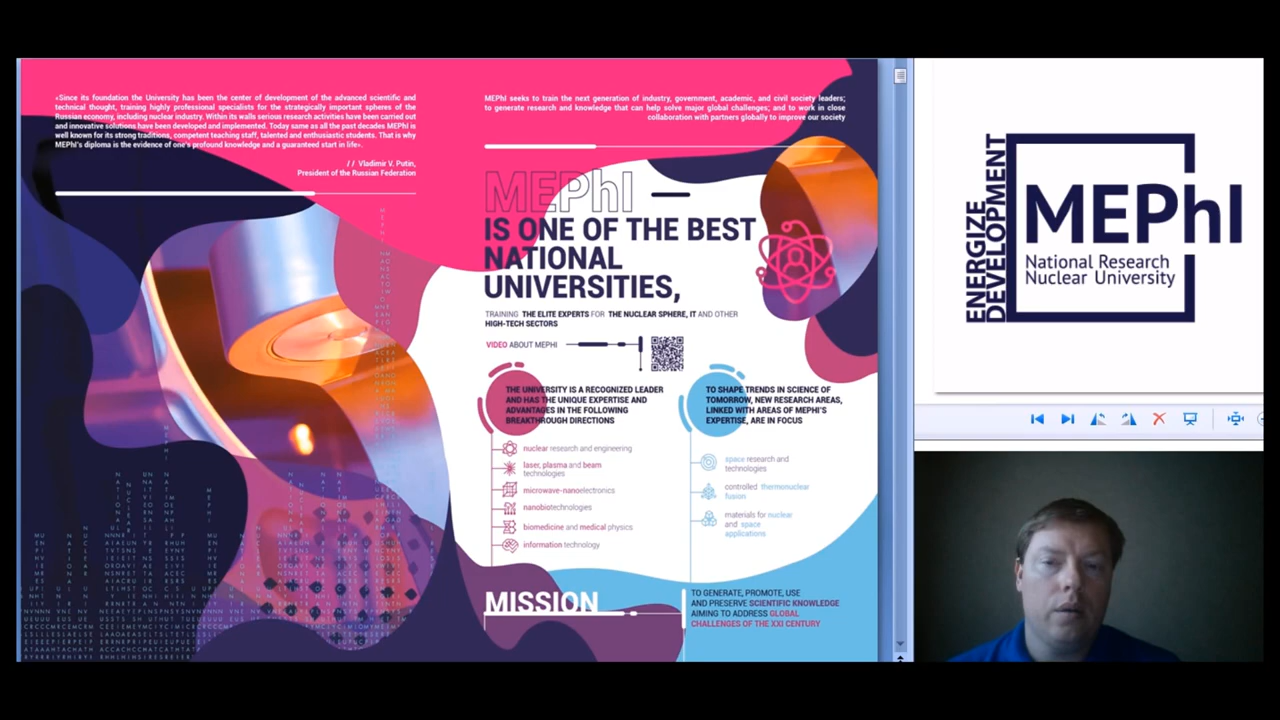 «Since its foundation the University has been the center of development of the advanced scientific and
technical thought, training highly professional specialists for the strategically important spheres of the
Russian economy, including nuclear industry. Within its walls serious research activities have been carried out
and innovative solutions have been developed and implemented. Today same as all the past decades MEPhI is
well known for its strong traditions, competent teaching staff, talented and enthusiastic students. That is why
MEPhI's diploma is the evidence of one's profound knowledge and a guaranteed start in life».
// Vladimir V. Putin,
President of the Russian Federation
MEPhI seeks to train the next generation of industry, government, academic, and civil society leaders;
to generate research and knowledge that can help solve major global challenges; and to work in close
collaboration with partners globally to improve our society
MEPhI
IS ONE OF THE BEST
NATIONAL
UNIVERSITIES,
TRAINING THE ELITE EXPERTS FOR THE NUCLEAR SPHERE, IT AND OTHER
HIGH-TECH SECTORS
VIDEO ABOUT MEPHI
THE UNIVERSITY IS A RECOGNIZED LEADER
AND HAS THE UNIQUE EXPERTISE AND
ADVANTAGES IN THE FOLLOWING
BREAKTHROUGH DIRECTIONS
nuclear research and engineering
laser, plasma and beam
technologies
microwave-nanoelectronics
nanobiotechnologies
biomedicine and medical physics
information technology
TO SHAPE TRENDS IN SCIENCE OF
TOMORROW, NEW RESEARCH AREAS,
LINKED WITH AREAS OF MEPHI'S
EXPERTISE, ARE IN FOCUS
space research and
technologies
controlled thermonuclear
fusion
materials for nuclear
and space
applications
MISSION
TO GENERATE, PROMOTE, USE
AND PRESERVE SCIENTIFIC KNOWLEDGE
AIMING TO ADDRESS GLOBAL
CHALLENGES OF THE XXI CENTURY
ENERGIZE
DEVELOPMENT
MEPhI
National Research
Nuclear University